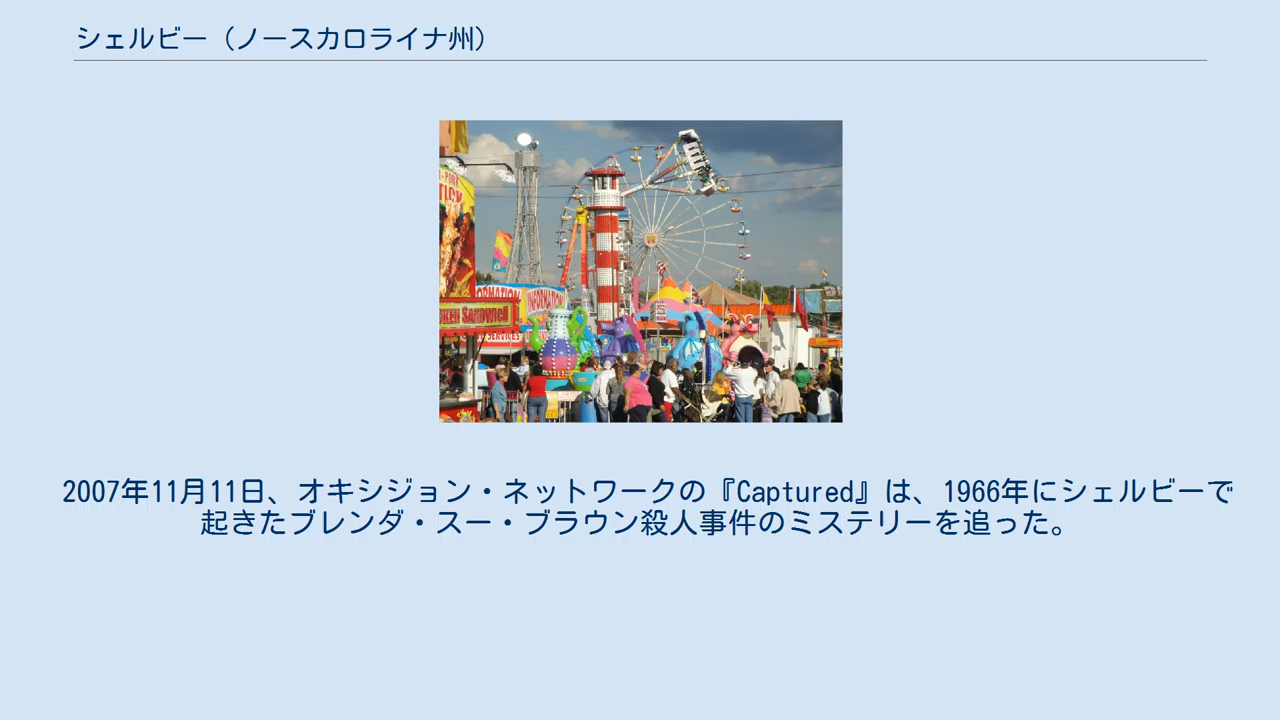 シェルビー（ノースカロライナ州）
INFORMATION
INFORMATION
SANDWICH
SERVICES
2007年11月11日、オキシジョン・ネットワークの『Captured』は、1966年にシェルビーで
起きたブレンダ・スー・ブラウン殺人事件のミステリーを追った。